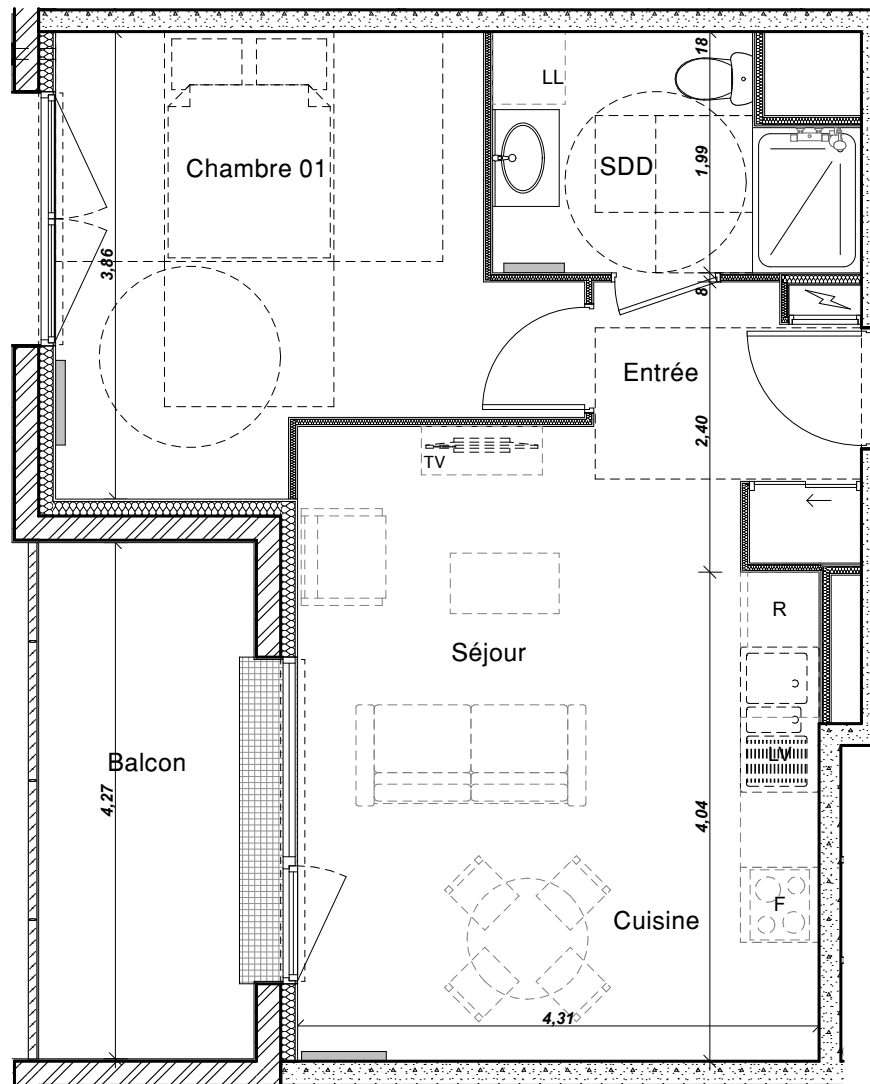 18
LL
Chambre 01
SDD
1,99
3,86
8
Entrée
2,40
TV
R
Séjour
LV
Balcon
4,27
4,04
F
Cuisine
4,31